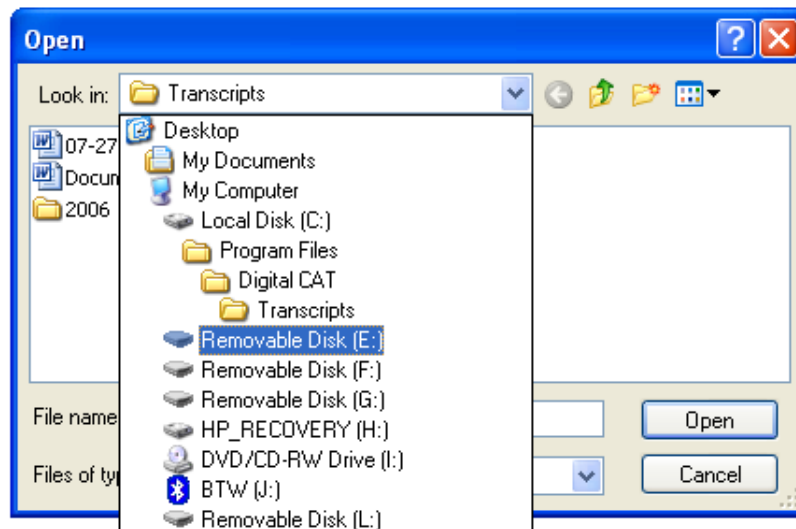 Open
Look in: Transcripts
Desktop
07-27
My Documents
Docun
My Computer
2006
Local Disk (C:)
Program Files
Digital CAT
Transcripts
Removable Disk (E:)
Removable Disk (F:)
Removable Disk (G:)
File name
Open
HP_RECOVERY (H:)
DVD/CD-RW Drive (I:)
Files of ty
Cancel
BTW (J:)
Removable Disk (L:)